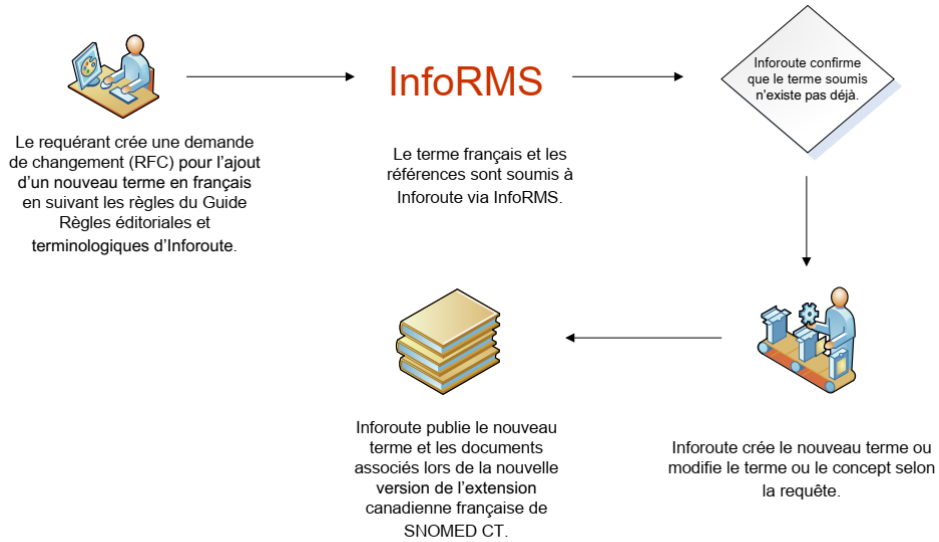 Le requérant crée une demande
de changement (RFC) pour l'ajout
d'un nouveau terme en français
en suivant les règles du Guide
Règles éditoriales et
terminologiques d'Inforoute.
InfoRMS
Le terme français et les
références sont soumis à
Inforoute via InfoRMS.
Inforoute confirme
que le terme soumis
n'existe pas déjà.
Inforoute crée le nouveau terme ou
modifie le terme ou le concept selon
la requête.
Inforoute publie le nouveau
terme et les documents
associés lors de la nouvelle
version de l'extension
canadienne française de
SNOMED CT.